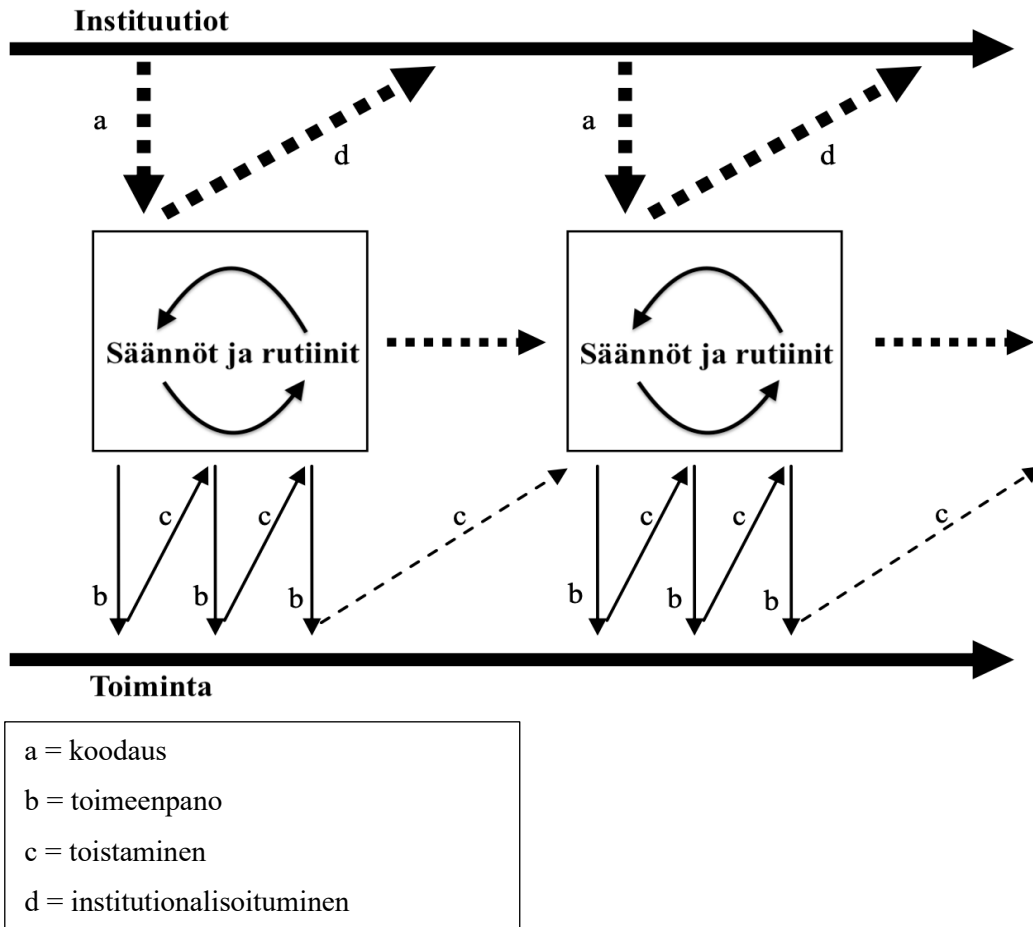 Instituutiot
a
d
a
d
Säännöt ja rutiinit
Säännöt ja rutiinit
c
c
c
c
c
c
b
b
b
b
b
b
Toiminta
a = koodaus
b = toimeenpano
c = toistaminen
d = institutionalisoituminen